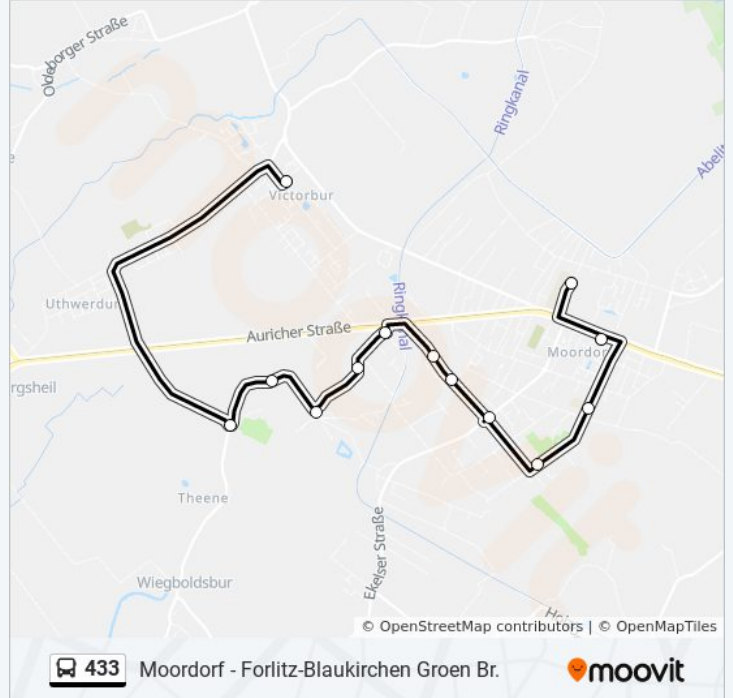 Oldeborger Straße
Ringkanal
Abelit
Victorbur
Uthwerdum
Ringkanal
Auricher Straße
Moordorf
rgsheil
Theene
Ekelser Straße
Wiegboldsbur
© OpenStreetMap contributors | © OpenMapTiles
433 Moordorf - Forlitz-Blaukirchen Groen Br.
moovit